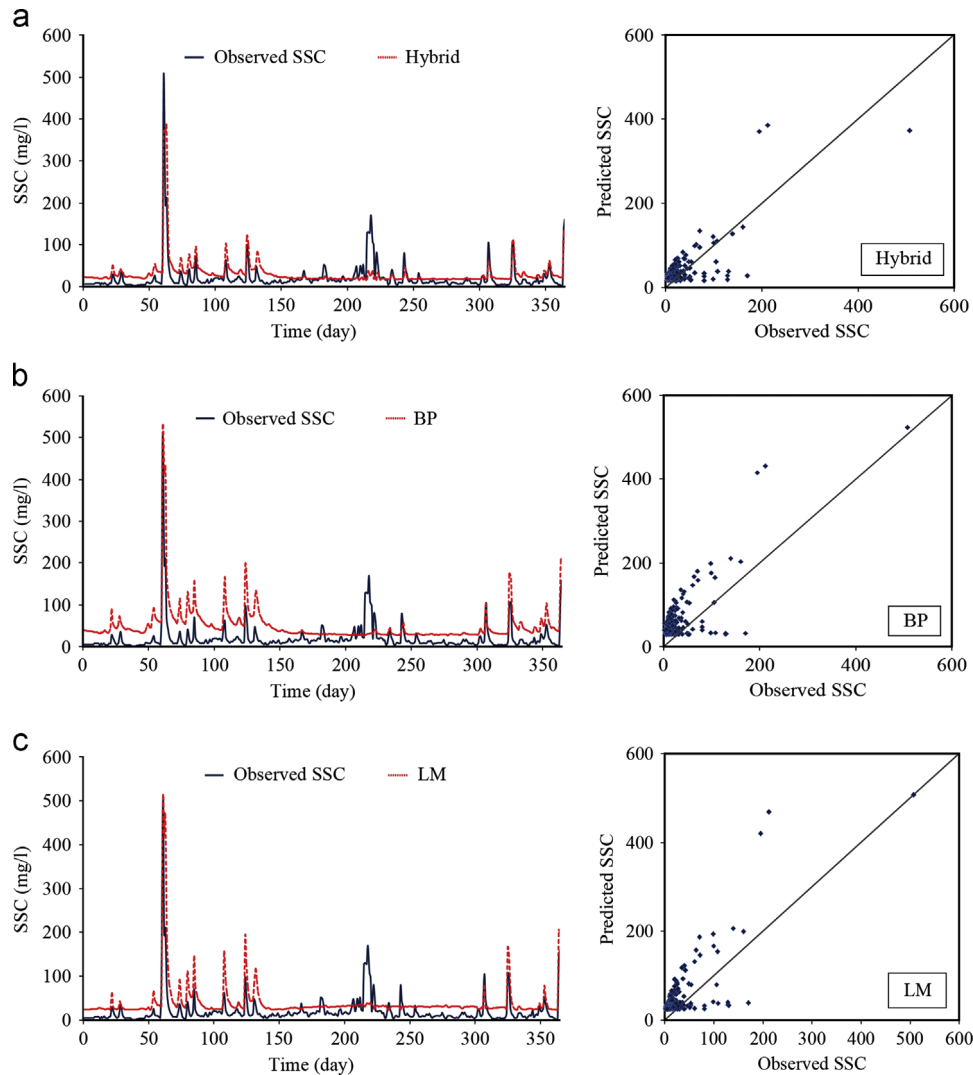 a
600
500
400
300
200
100
0
SSC (mg/l)
Observed SSC
Hybrid
0 50 100 150 200 250 300 350
Time (day)
600
400
200
0
Predicted SSC
Hybrid
0 200 400 600
Observed SSC
b
600
500
400
300
200
100
0
SSC (mg/l)
Observed SSC
BP
0 50 100 150 200 250 300 350
Time (day)
600
400
200
0
Predicted SSC
BP
0 200 400 600
Observed SSC
c
600
500
400
300
200
100
0
SSC (mg/l)
Observed SSC
LM
0 50 100 150 200 250 300 350
Time (day)
600
400
200
0
Predicted SSC
LM
0 100 200 300 400 500 600
Observed SSC